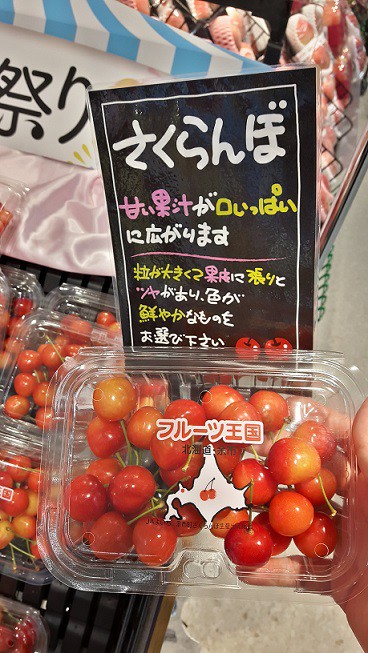 祭り
さくらんぼ
甘い果汁が口いっぱい
に広がります
粒が大きくて果皮に張りと
ツヤがあり、色が
鮮やかなものを
お選び下さい
フルーツ王国
北海道